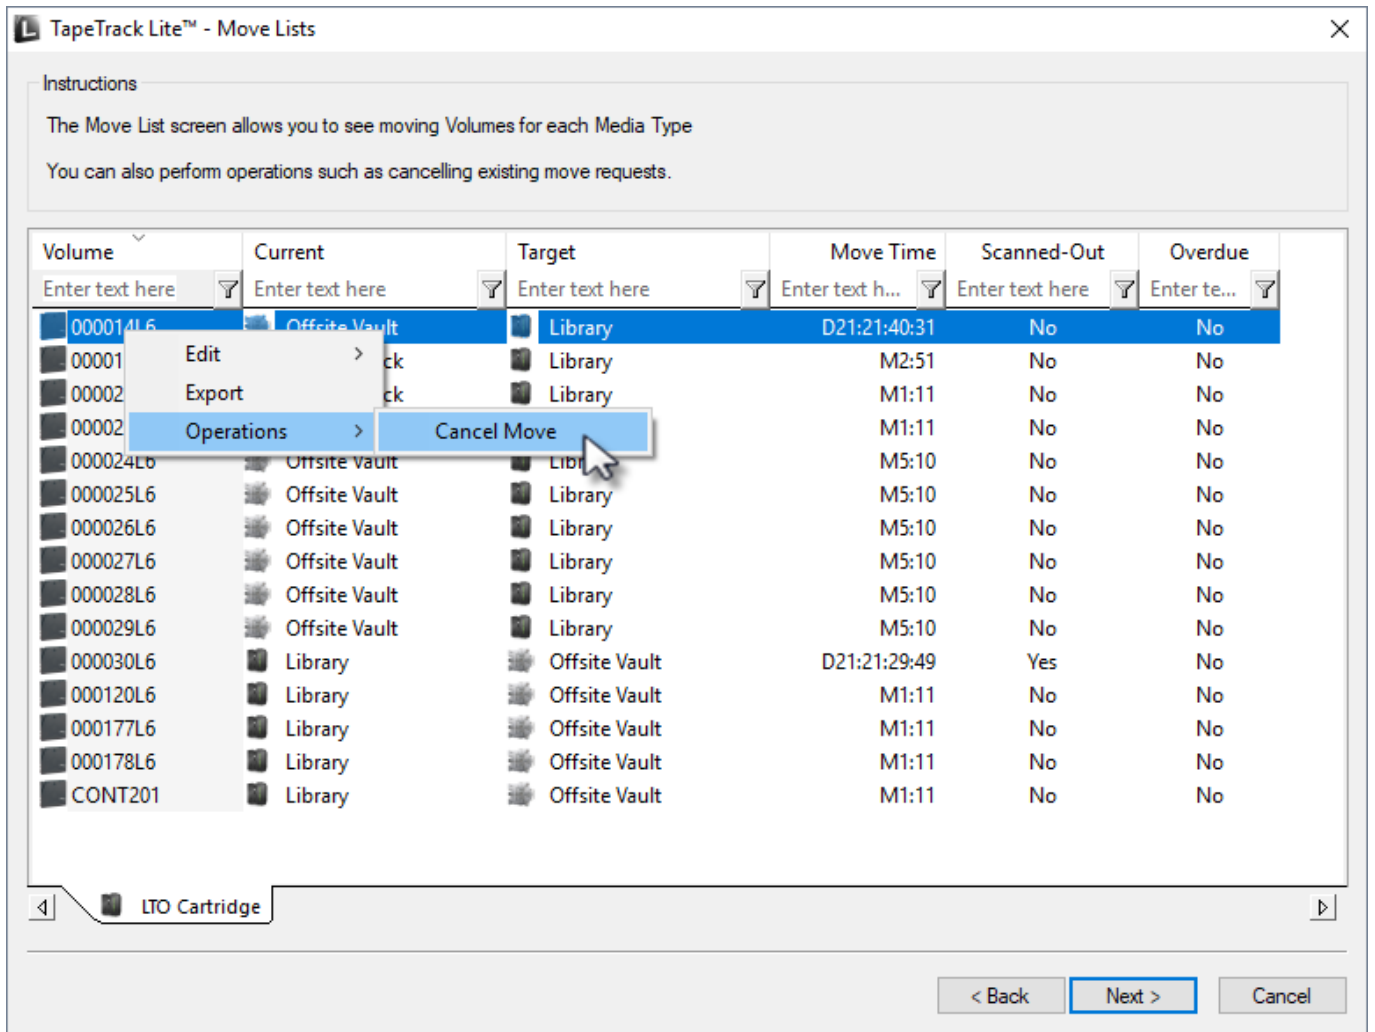 TapeTrack Lite™ - Move Lists
Instructions
The Move List screen allows you to see moving Volumes for each Media Type
You can also perform operations such as cancelling existing move requests.
Volume Current Target Move Time Scanned-Out Overdue
Enter text here Enter text here Enter text here Enter text h... Enter text here Enter te...
000014L6 Offsite Vault Library D21:21:40:31 No No
00001 ck Library M2:51 No No
00002 ck Library M1:11 No No
00002 M1:11 No No
000024L6 Offsite Vault M5:10 No No
000025L6 Offsite Vault Library M5:10 No No
000026L6 Offsite Vault Library M5:10 No No
000027L6 Offsite Vault Library M5:10 No No
000028L6 Offsite Vault Library M5:10 No No
000029L6 Offsite Vault Library M5:10 No No
000030L6 Library Offsite Vault D21:21:29:49 Yes No
000120L6 Library Offsite Vault M1:11 No No
000177L6 Library Offsite Vault M1:11 No No
000178L6 Library Offsite Vault M1:11 No No
CONT201 Library Offsite Vault M1:11 No No
Edit
Export
Operations
Cancel Move
LTO Cartridge
< Back Next > Cancel